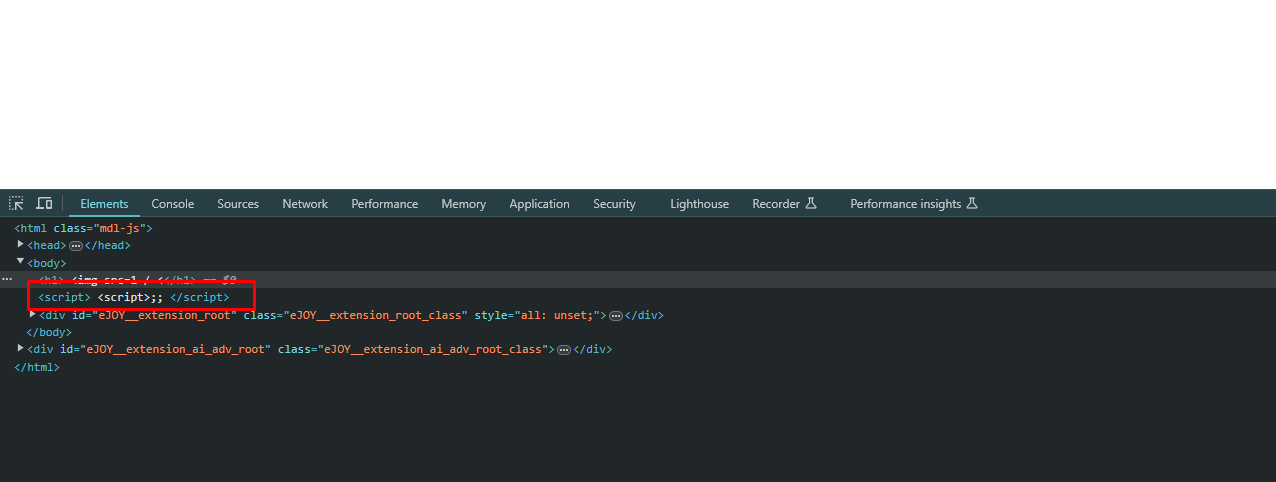 Elements Console Sources Network Performance Memory Application Security Lighthouse Recorder Performance insights
<html class="mdl-js">
<head> ... </head>
<body>
... <h1> <img src=1 / <</h1> == $0
<script> <script>;; </script>
<div id="eJOY__extension_root" class="eJOY__extension_root_class" style="all: unset;"> ... </div>
</body>
<div id="eJOY__extension_ai_adv_root" class="eJOY__extension_ai_adv_root_class"> ... </div>
</html>